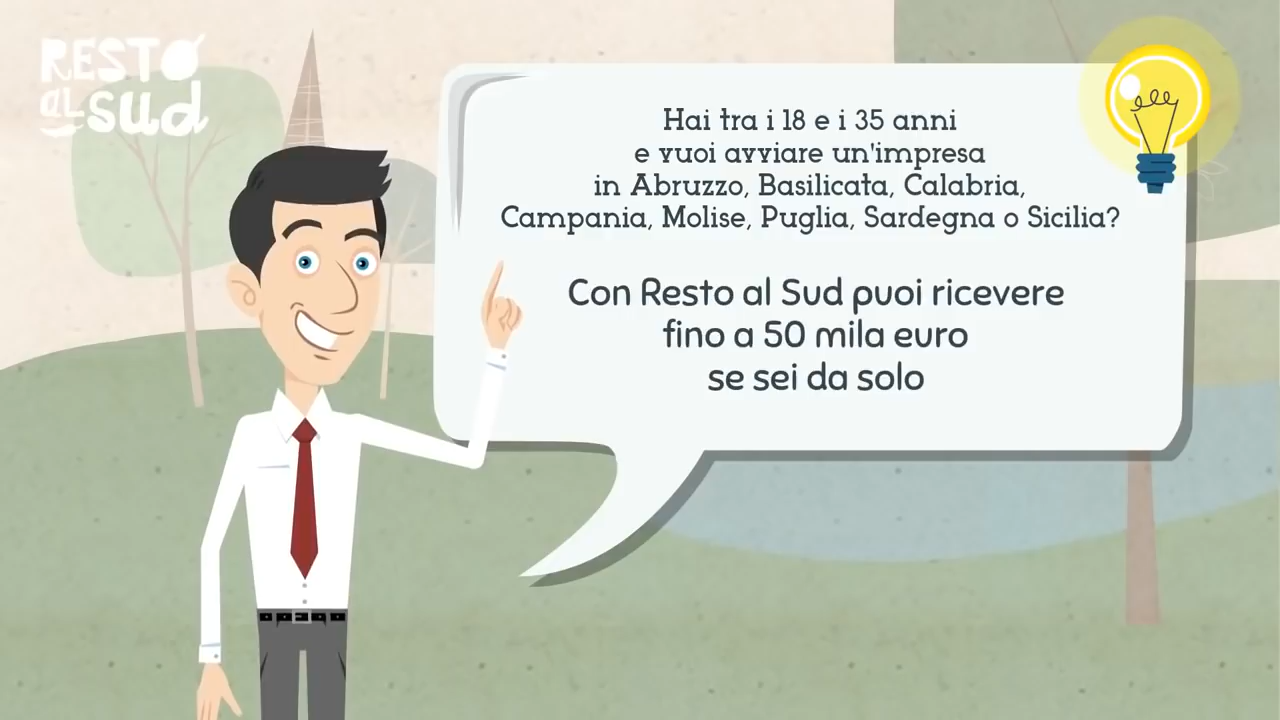 RESTO
AL SUD
Hai tra i 18 e i 35 anni
e vuoi avviare un'impresa
in Abruzzo, Basilicata, Calabria,
Campania, Molise, Puglia, Sardegna o Sicilia?
Con Resto al Sud puoi ricevere
fino a 50 mila euro
se sei da solo